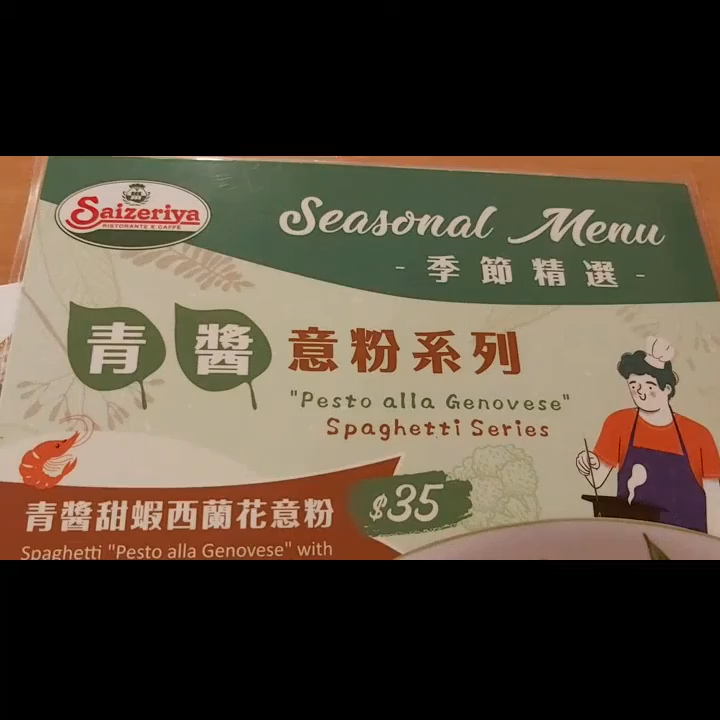 Saizeriya
RISTORANTE E CAFFÈ
Seasonal Menu
- 季節精選 -
青醬意粉系列
"Pesto alla Genovese"
Spaghetti Series
青醬甜蝦西蘭花意粉
$35
Spaghetti "Pesto alla Genovese" with